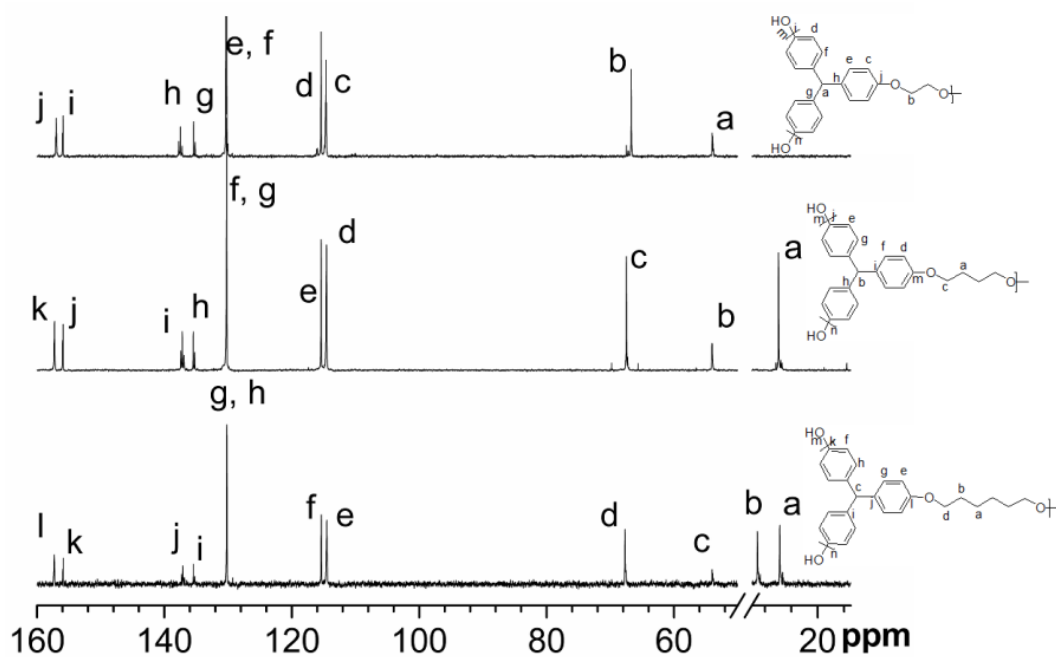 e, f
j i h g d c b a
HO i d
m
f e c
j
g h a O b O
n
HO
f, g
k j i h e d c b a
HO j e
m
g f d a
i m O c O
h b
n
HO
g, h
l k j i f e d c b a
HO k f
m
h g e b
c j l O d a O
i
n
HO
160 140 120 100 80 60 20 ppm